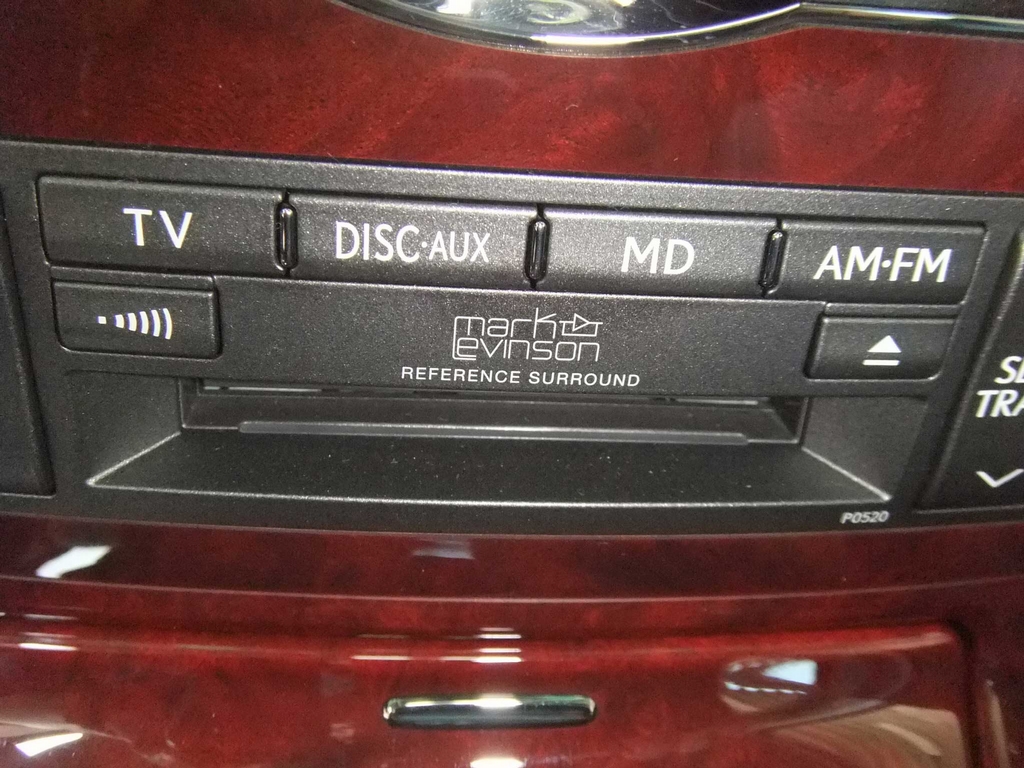 TV
DISC·AUX
MD
AM·FM
mark
Levinson
REFERENCE SURROUND
P0520